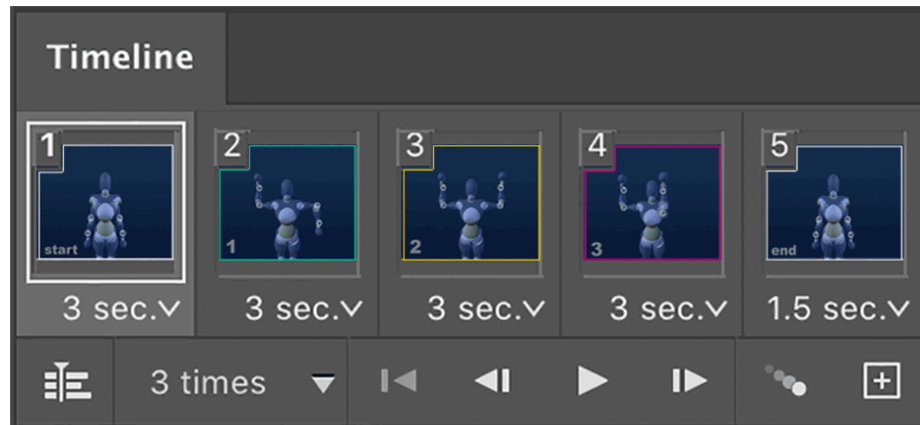 Timeline
1 2 3 4 5
start 1 2 3 end
3 sec. 3 sec. 3 sec. 3 sec. 1.5 sec.
3 times